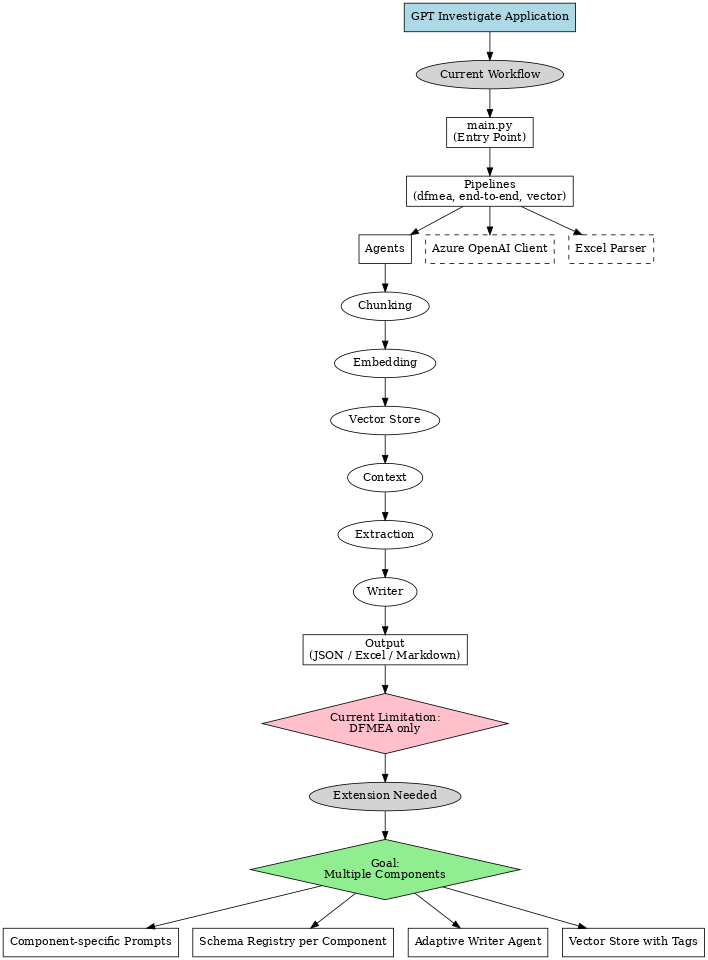 GPT Investigate Application
Current Workflow
main.py
(Entry Point)
Pipelines
(dfmea, end-to-end, vector)
Agents
Azure OpenAI Client
Excel Parser
Chunking
Embedding
Vector Store
Context
Extraction
Writer
Output
(JSON / Excel / Markdown)
Current Limitation:
DFMEA only
Extension Needed
Goal:
Multiple Components
Component-specific Prompts
Schema Registry per Component
Adaptive Writer Agent
Vector Store with Tags